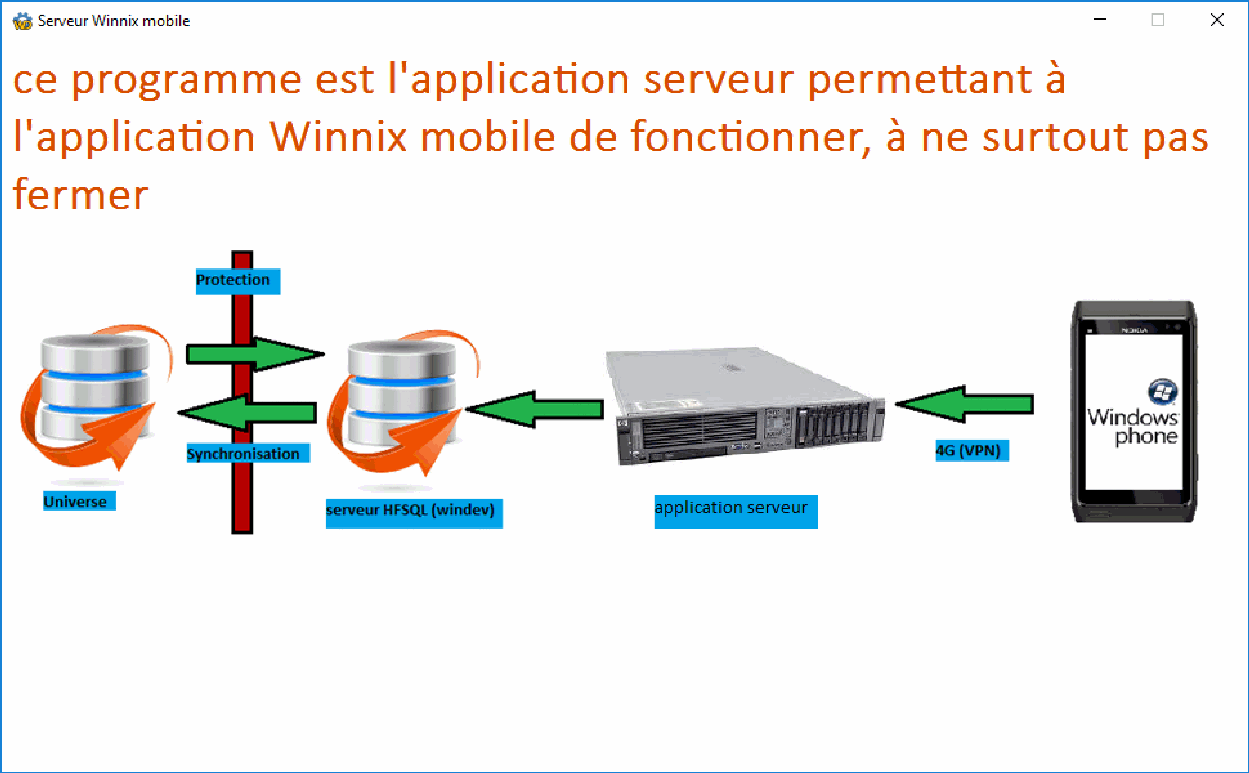 Serveur Winnix mobile
ce programme est l'application serveur permettant à
l'application Winnix mobile de fonctionner, à ne surtout pas
fermer
Protection
Synchronisation
Universe
serveur HFSQL (windev)
application serveur
4G (VPN)
NOKIA
Windows
phone